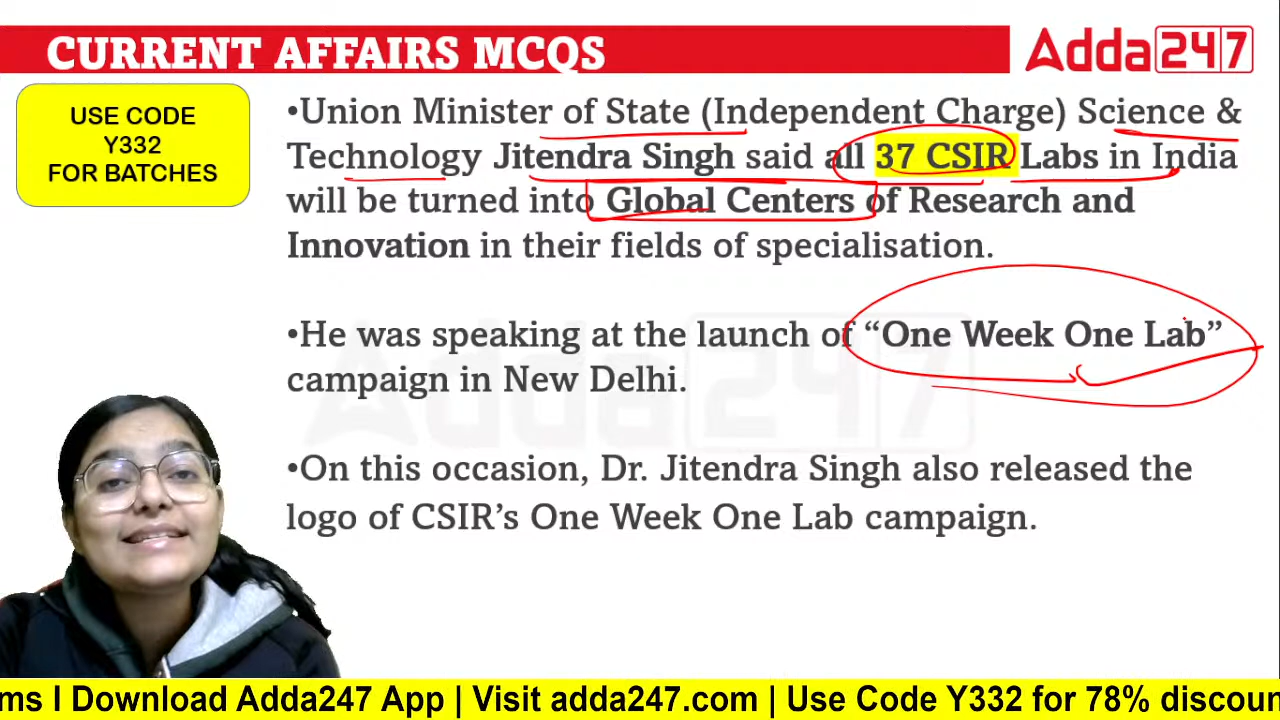 CURRENT AFFAIRS MCQS
Adda247
USE CODE
Y332
FOR BATCHES
•Union Minister of State (Independent Charge) Science &
Technology Jitendra Singh said all 37 CSIR Labs in India
will be turned into Global Centers of Research and
Innovation in their fields of specialisation.
•He was speaking at the launch of “One Week One Lab”
campaign in New Delhi.
Adda247
•On this occasion, Dr. Jitendra Singh also released the
logo of CSIR’s One Week One Lab campaign.
ms I Download Adda247 App | Visit adda247.com | Use Code Y332 for 78% discoun